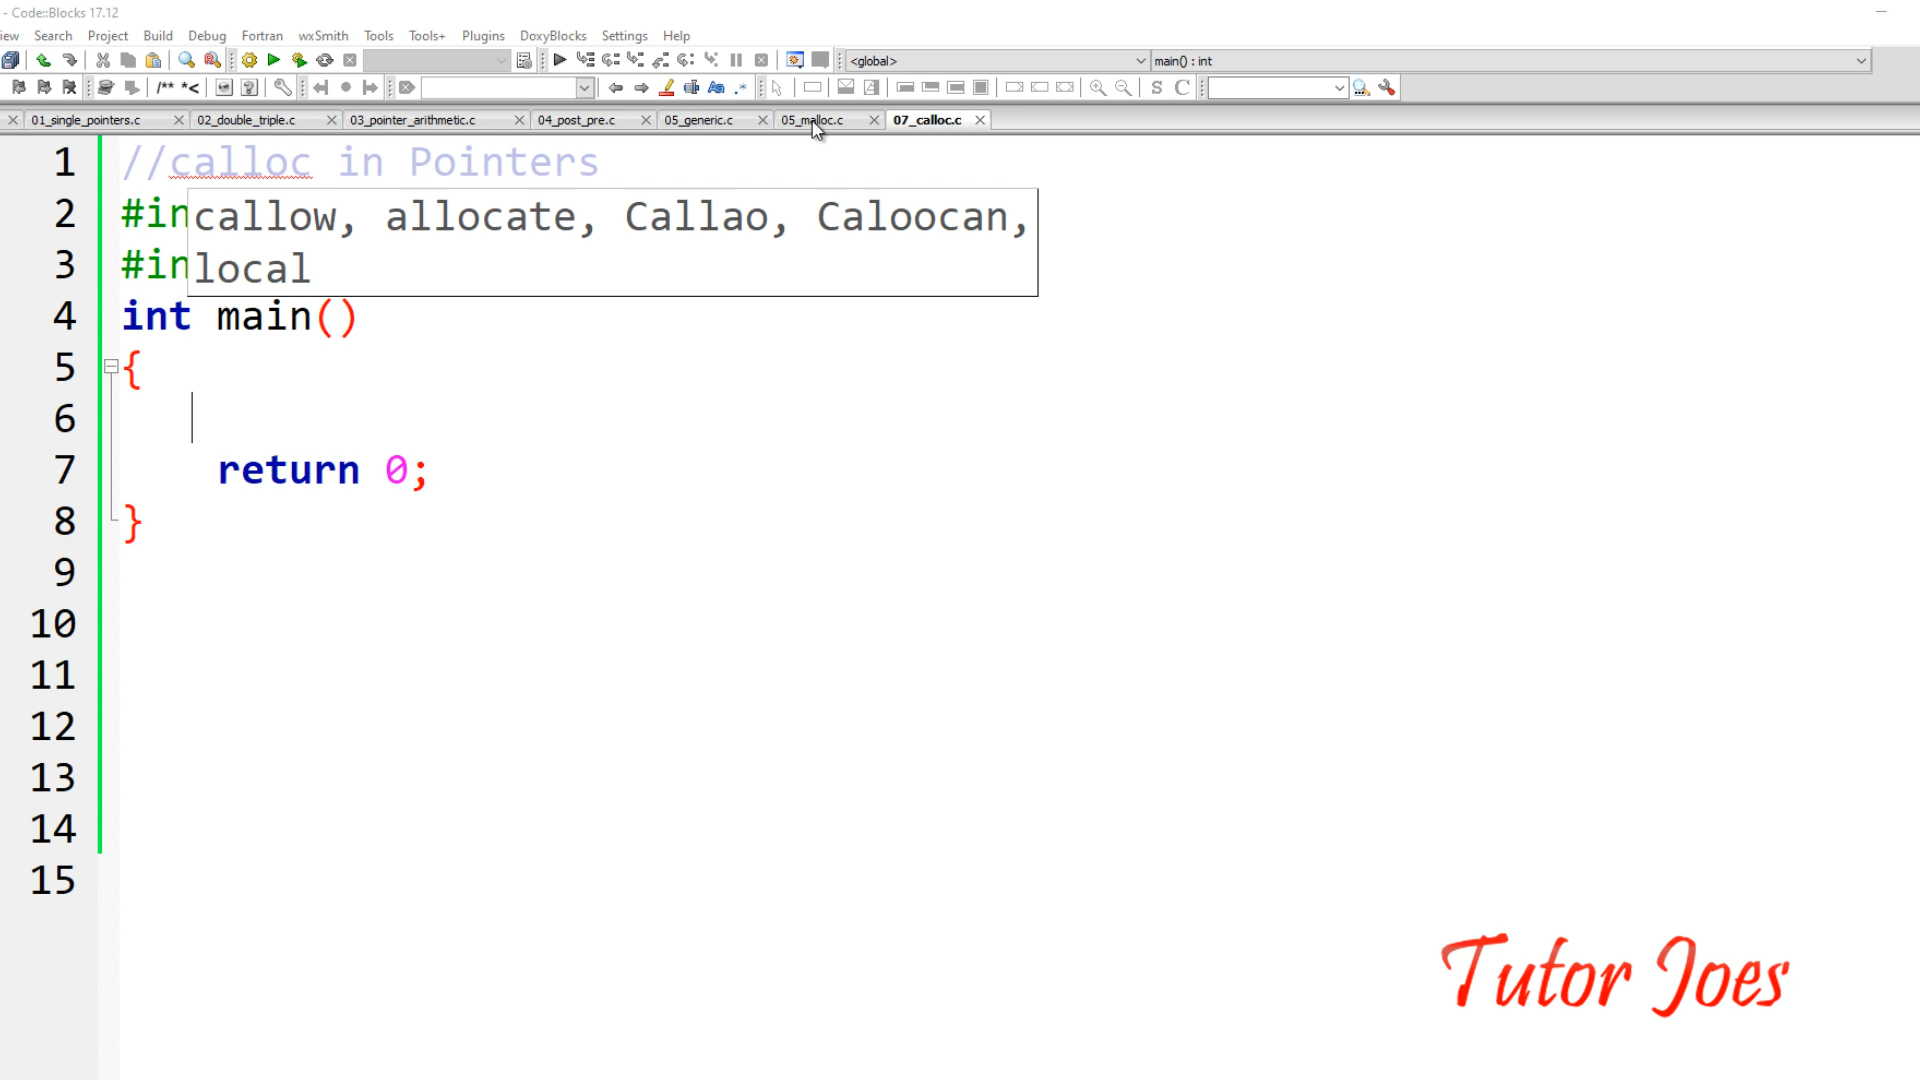 - Code::Blocks 17.12
iew Search Project Build Debug Fortran wxSmith Tools Tools+ Plugins DoxyBlocks Settings Help
<global> main() : int
/** *< .* S C
01_single_pointers.c 02_double_triple.c 03_pointer_arithmetic.c 04_post_pre.c 05_generic.c 05_malloc.c 07_calloc.c
1 //calloc in Pointers
2 #in callow, allocate, Callao, Caloocan,
3 #in local
4 int main()
5 {
6
7 return 0;
8 }
9
10
11
12
13
14
15
Tutor Joes